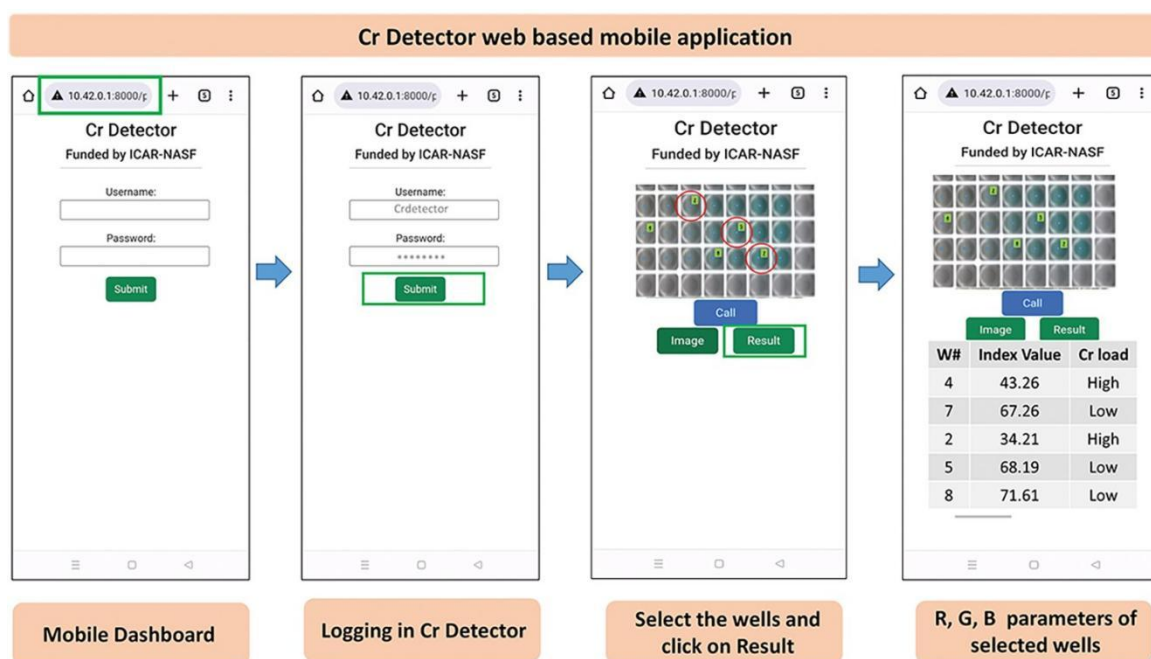 Cr Detector web based mobile application
10.42.0.1:8000/p
5
Cr Detector
Funded by ICAR-NASF
Username:
Password:
Submit
Mobile Dashboard
10.42.0.1:8000/p
5
Cr Detector
Funded by ICAR-NASF
Username:
Crdetector
Password:
********
Submit
Logging in Cr Detector
10.42.0.1:8000/p
5
Cr Detector
Funded by ICAR-NASF
Call
Image Result
Select the wells and
click on Result
10.42.0.1:8000/p
5
Cr Detector
Funded by ICAR-NASF
Call
Image Result
W# Index Value Cr load
4 43.26 High
7 67.26 Low
2 34.21 High
5 68.19 Low
8 71.61 Low
R, G, B parameters of
selected wells